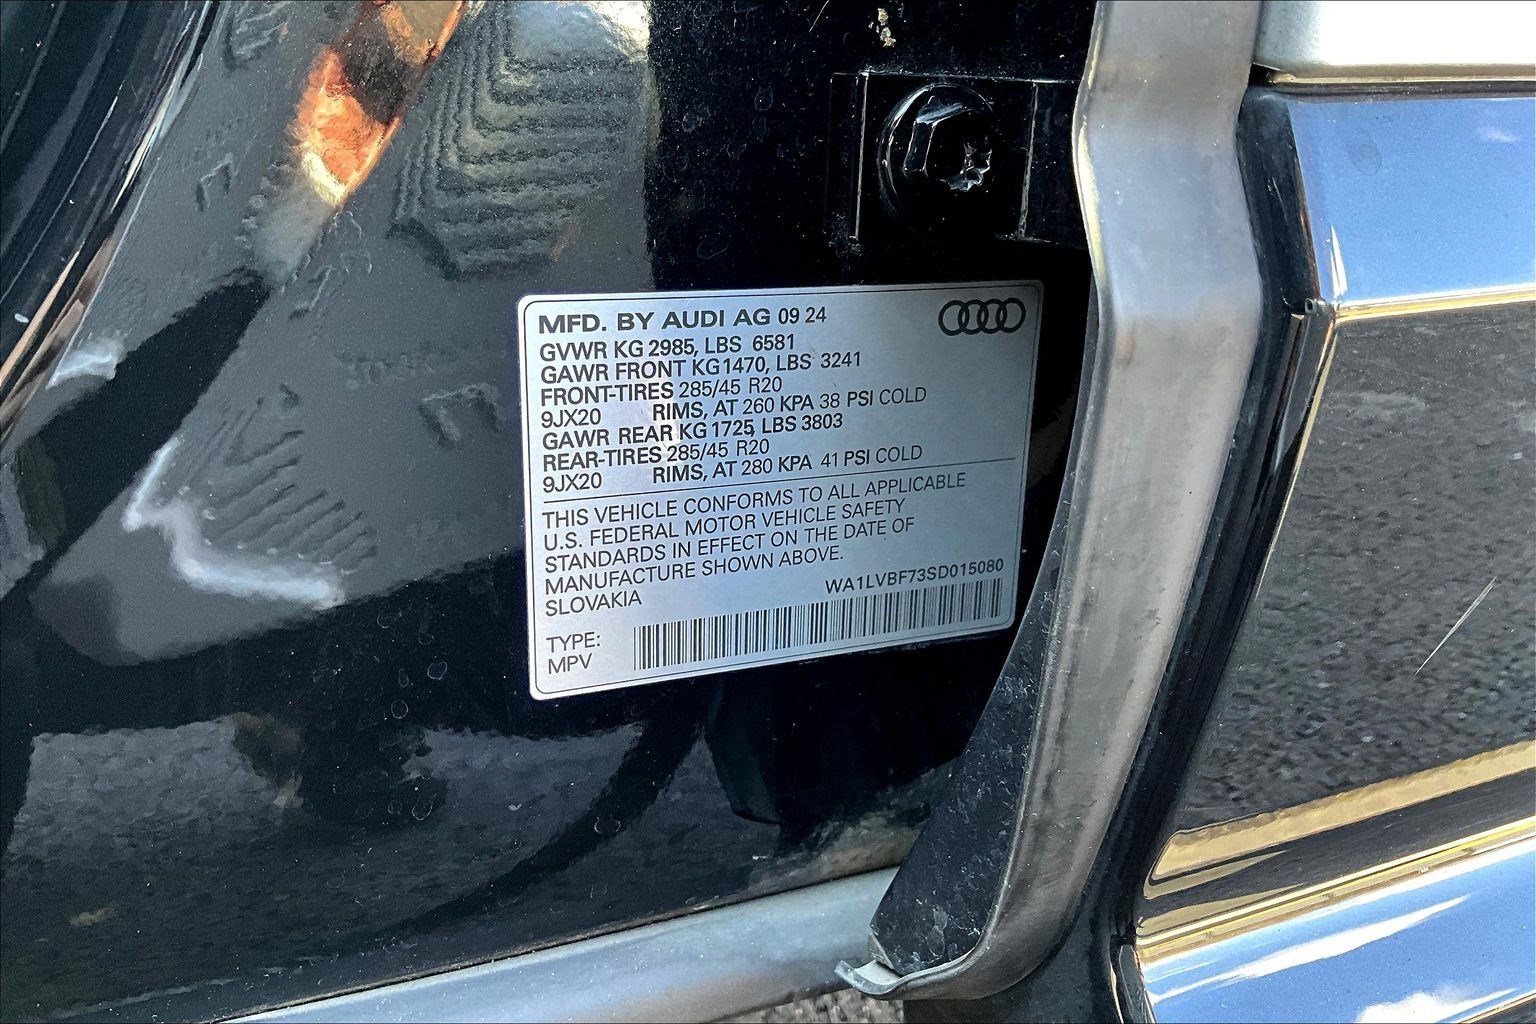 MFD. BY AUDI AG 09 24
GVWR KG 2985, LBS 6581
GAWR FRONT KG 1470, LBS 3241
FRONT-TIRES 285/45 R20
9JX20 RIMS, AT 260 KPA 38 PSI COLD
GAWR REAR KG 1725, LBS 3803
REAR-TIRES 285/45 R20
9JX20 RIMS, AT 280 KPA 41 PSI COLD
THIS VEHICLE CONFORMS TO ALL APPLICABLE
U.S. FEDERAL MOTOR VEHICLE SAFETY
STANDARDS IN EFFECT ON THE DATE OF
MANUFACTURE SHOWN ABOVE.
SLOVAKIA WA1LVBF73SD015080
TYPE:
MPV